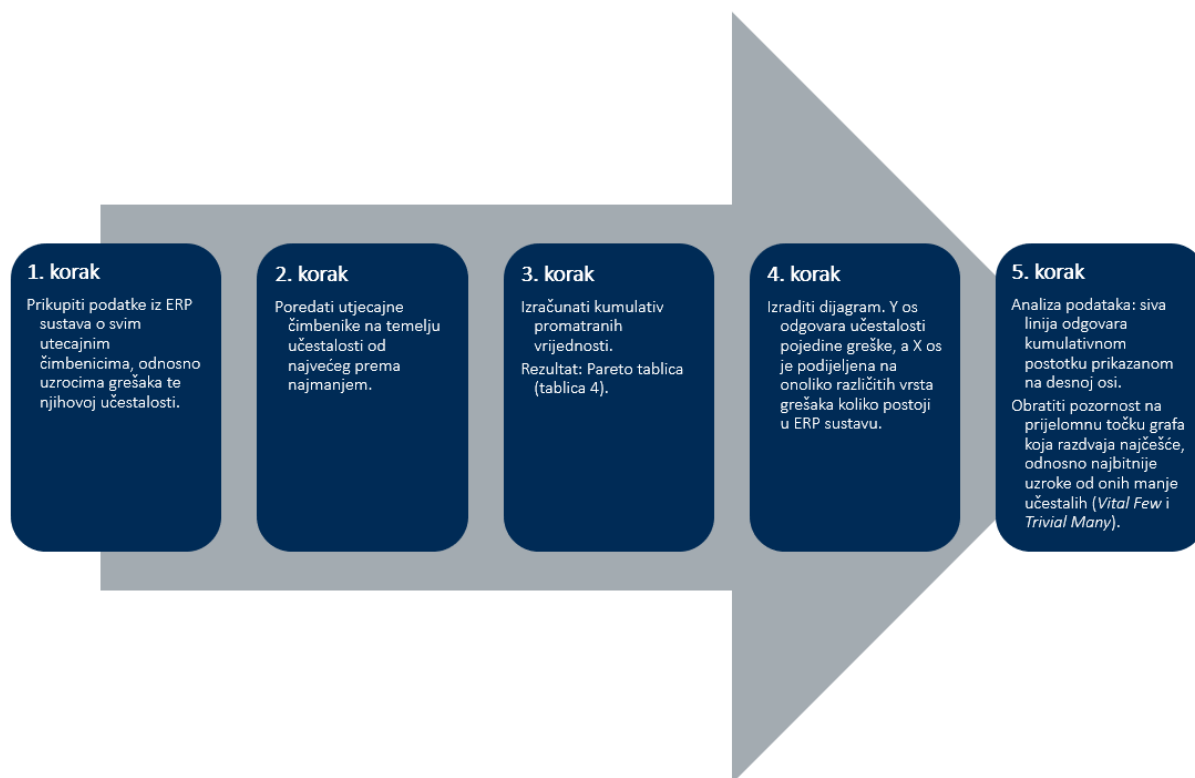 1. korak
Prikupiti podatke iz ERP
sustava o svim
utecajnim
čimbenicima, odnosno
uzrocima grešaka te
njihovoj učestalosti.
2. korak
Poredati utjecajne
čimbenike na temelju
učestalosti od
najvećeg prema
najmanjem.
3. korak
Izračunati kumulativ
promatranih
vrijednosti.
Rezultat: Pareto tablica
(tablica 4).
4. korak
Izraditi dijagram. Y os
odgovara učestalosti
pojedine greške, a X os
je podijeljena na
onoliko različitih vrsta
grešaka koliko postoji
u ERP sustavu.
5. korak
Analiza podataka: siva
linija odgovara
kumulativnom
postotku prikazanom
na desnoj osi.
Obratiti pozornost na
prijelomnu točku grafa
koja razdvaja najčešće,
odnosno najbitnije
uzroke od onih manje
učestalih (Vital Few i
Trivial Many).